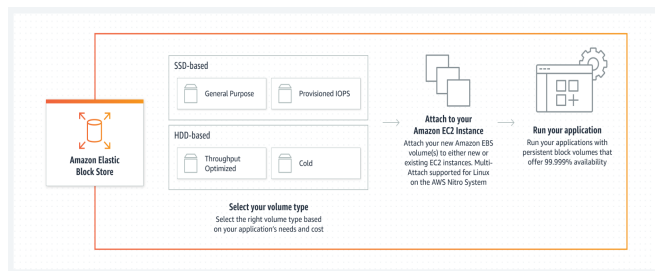 SSD-based
General Purpose
Provisioned IOPS
HDD-based
Throughput
Optimized
Cold
Amazon Elastic
Block Store
Select your volume type
Select the right volume type based
on your application's needs and cost
Attach to your
Amazon EC2 Instance
Attach your new Amazon EBS
volume(s) to either new or
existing EC2 instances. Multi-
Attach supported for Linux
on the AWS Nitro System
Run your application
Run your applications with
persistent block volumes that
offer 99.999% availability